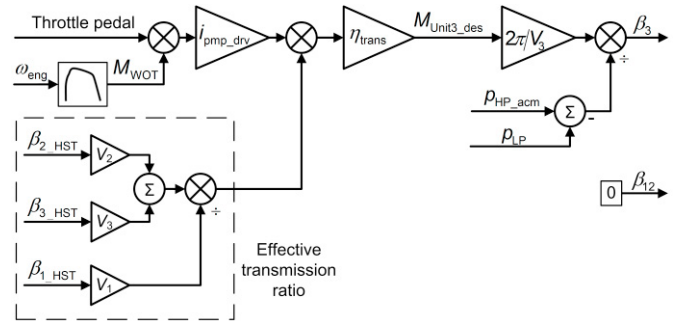 Throttle pedal
i_pmp_drv
η_trans
M_Unit3_des
2π/V_3
β_3
÷
ω_eng
M_WOT
p_HP_acm
Σ
-
p_LP
β_2_HST
V_2
Σ
÷
β_3_HST
V_3
β_1_HST
V_1
Effective
transmission
ratio
0
β_12